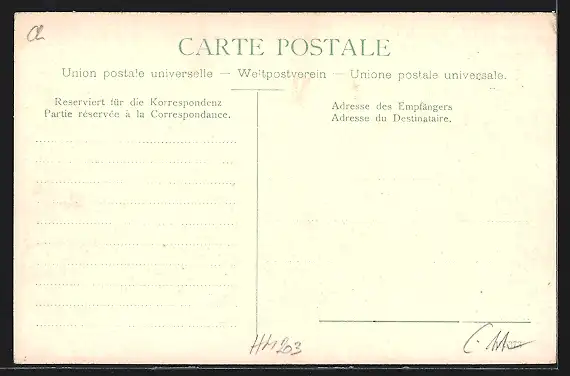 CARTE POSTALE
Union postale universelle — Weltpostverein — Unione postale universale.
Reserviert für die Korrespondenz
Partie réservée à la Correspondance.
Adresse des Empfängers
Adresse du Destinataire.
HH203